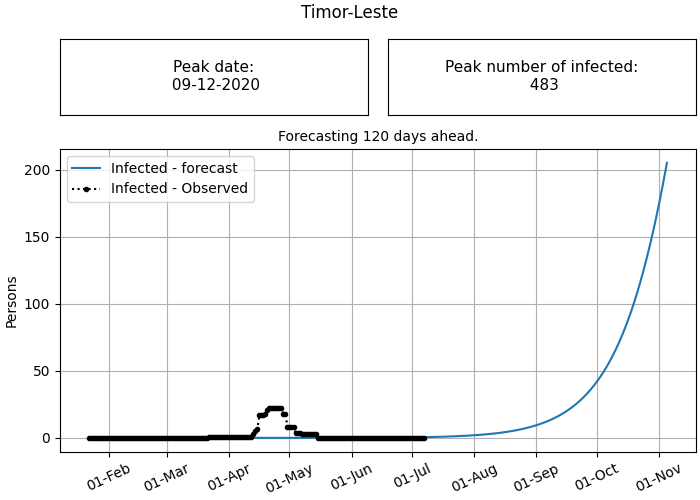 Timor-Leste
Peak date:
09-12-2020
Peak number of infected:
483
Forecasting 120 days ahead.
Infected - forecast
Infected - Observed
Persons
200
150
100
50
0
01-Feb
01-Mar
01-Apr
01-May
01-Jun
01-Jul
01-Aug
01-Sep
01-Oct
01-Nov